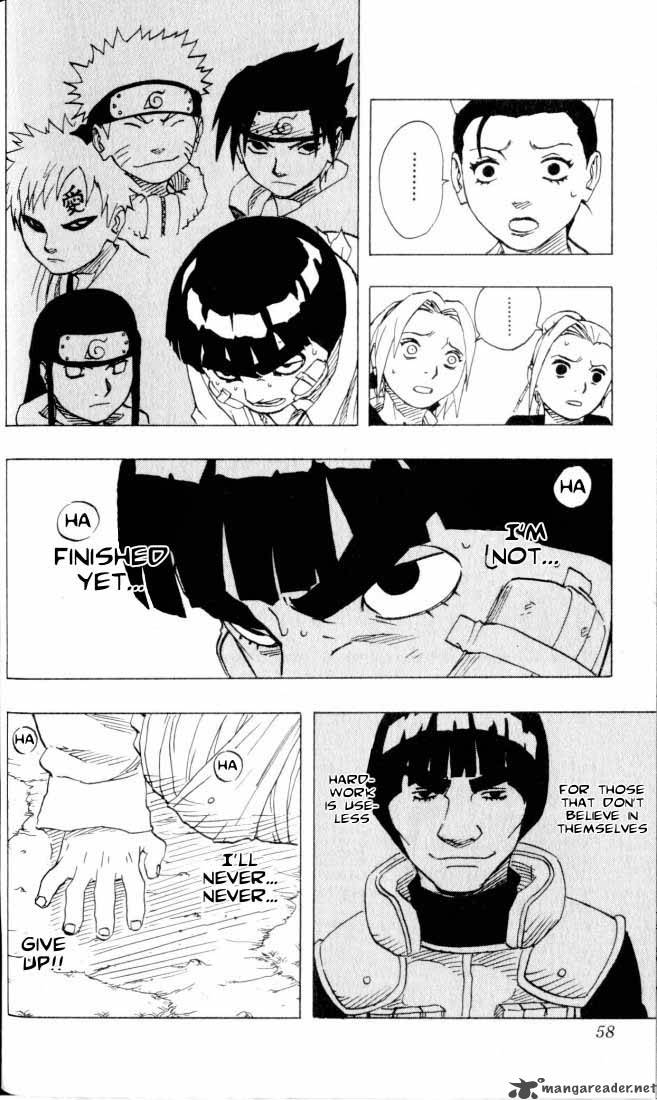 愛
………
………
HA
I'M
NOT...
HA
FINISHED
YET...
FOR THOSE
THAT DON'T
BELIEVE IN
THEMSELVES
HARD-
WORK
IS USE-
LESS
HA
HA
I'LL
NEVER...
NEVER...
GIVE
UP!!
58
mangareader.net